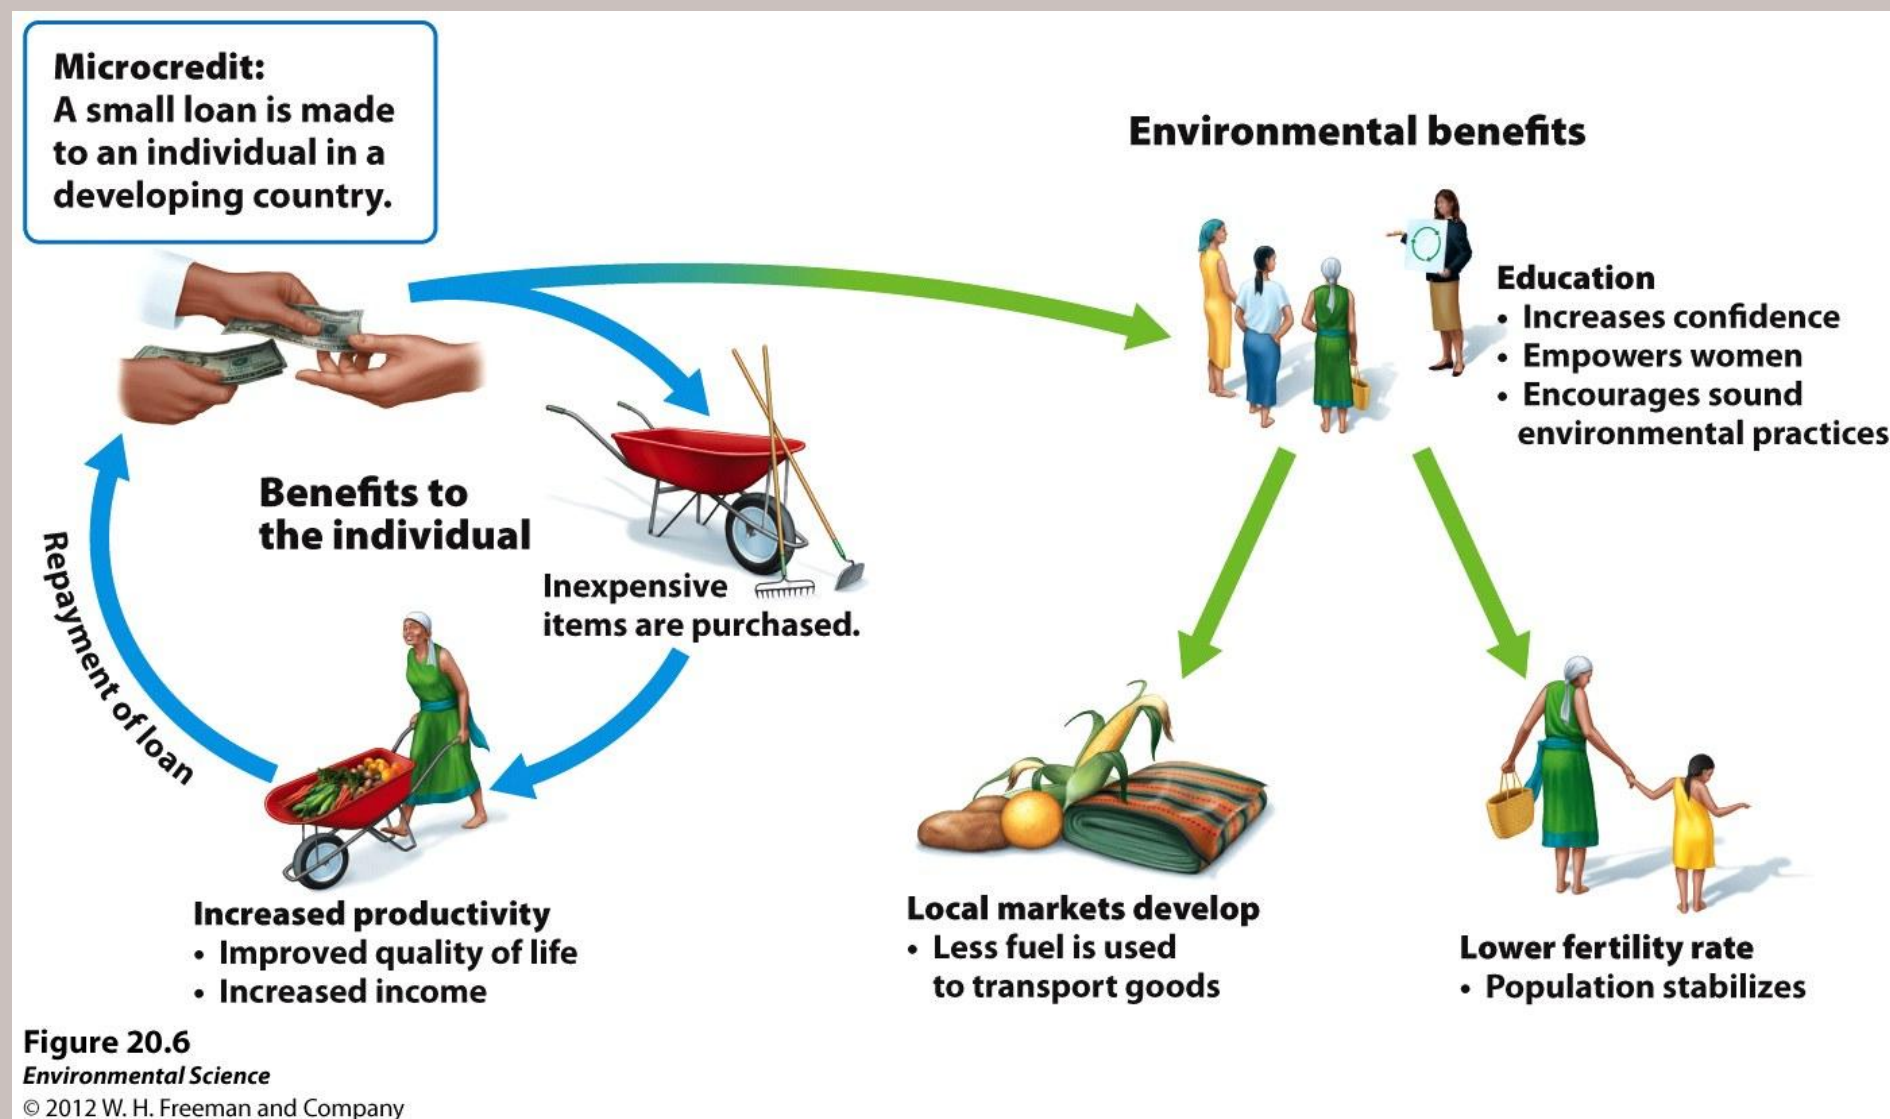 Microcredit:
A small loan is made
to an individual in a
developing country.
Environmental benefits
Education
• Increases confidence
• Empowers women
• Encourages sound
environmental practices
Benefits to
the individual
Inexpensive
items are purchased.
Repayment of loan
Increased productivity
• Improved quality of life
• Increased income
Local markets develop
• Less fuel is used
to transport goods
Lower fertility rate
• Population stabilizes
Figure 20.6
Environmental Science
© 2012 W. H. Freeman and Company